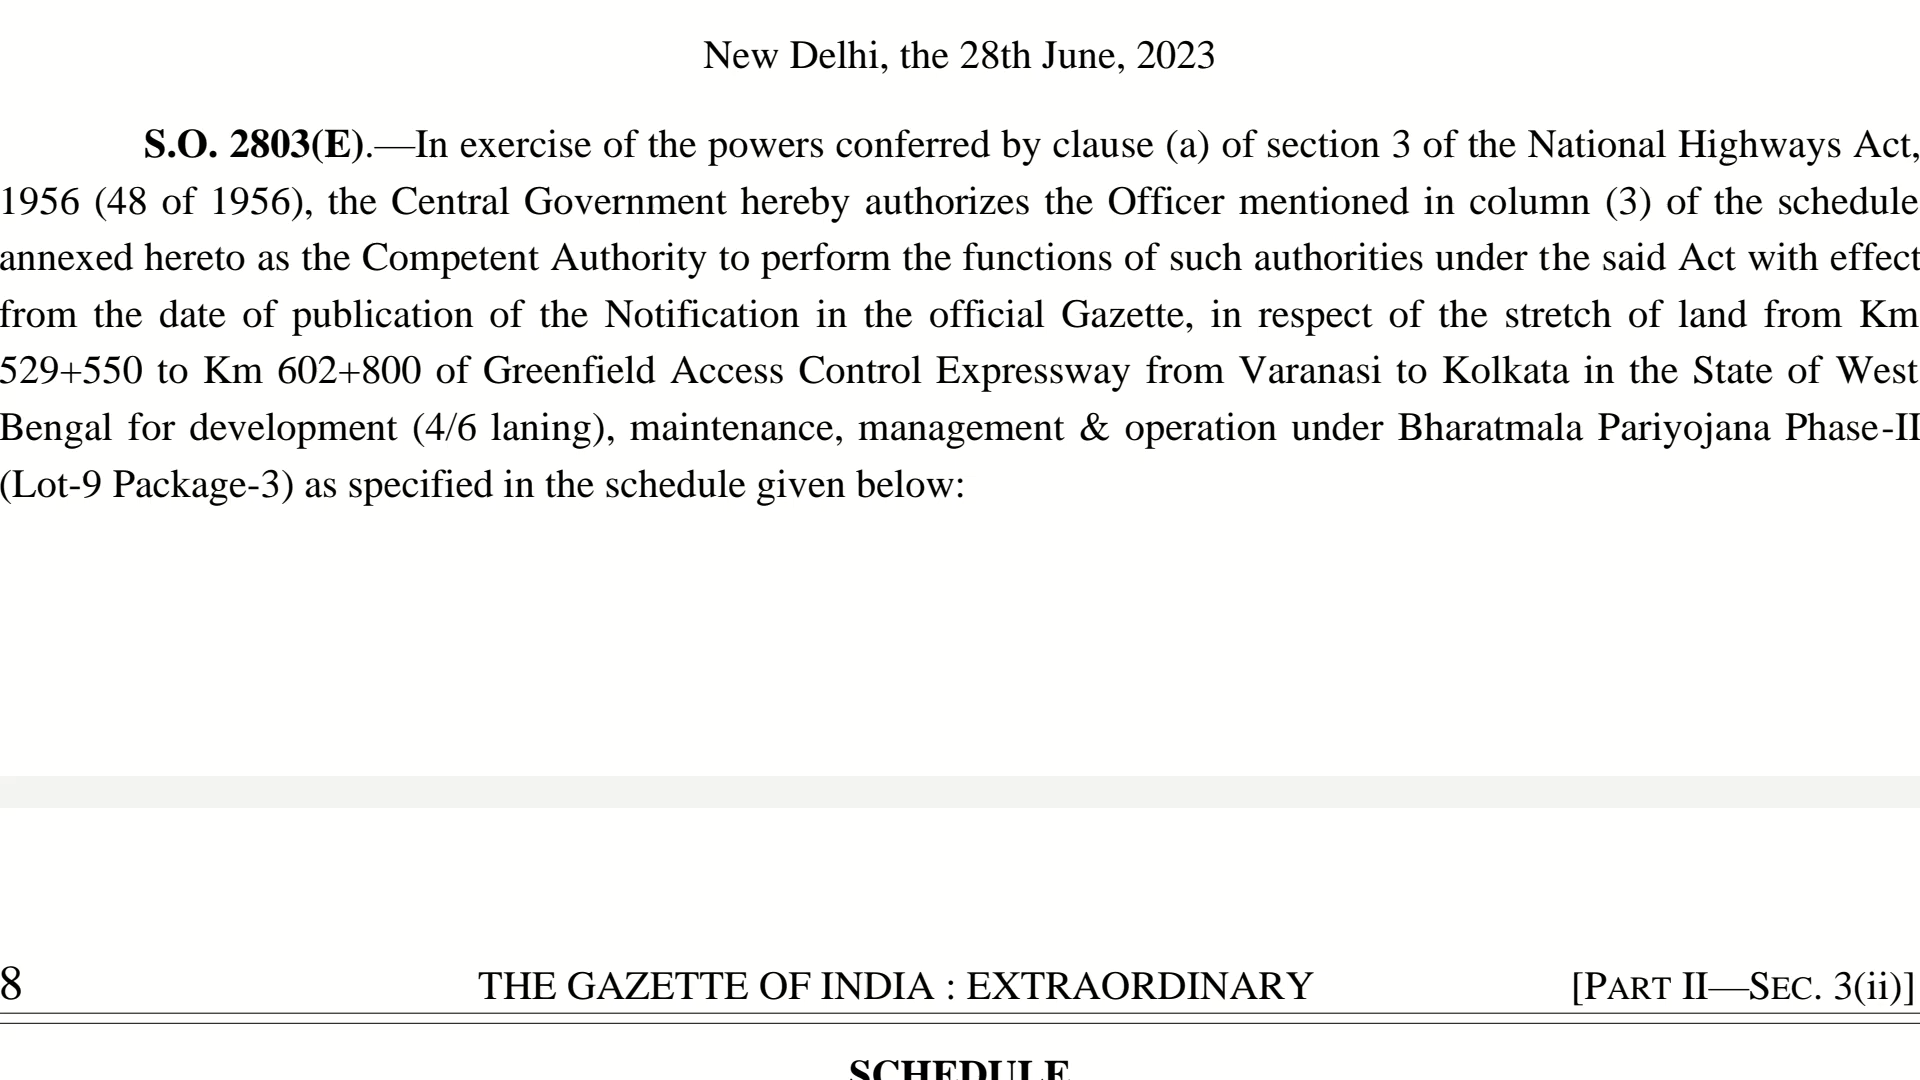 New Delhi, the 28th June, 2023
S.O. 2803(E).—In exercise of the powers conferred by clause (a) of section 3 of the National Highways Act,
1956 (48 of 1956), the Central Government hereby authorizes the Officer mentioned in column (3) of the schedule
annexed hereto as the Competent Authority to perform the functions of such authorities under the said Act with effect
from the date of publication of the Notification in the official Gazette, in respect of the stretch of land from Km
529+550 to Km 602+800 of Greenfield Access Control Expressway from Varanasi to Kolkata in the State of West
Bengal for development (4/6 laning), maintenance, management & operation under Bharatmala Pariyojana Phase-II
(Lot-9 Package-3) as specified in the schedule given below:
8 THE GAZETTE OF INDIA : EXTRAORDINARY [PART II—SEC. 3(ii)]
SCHEDULE